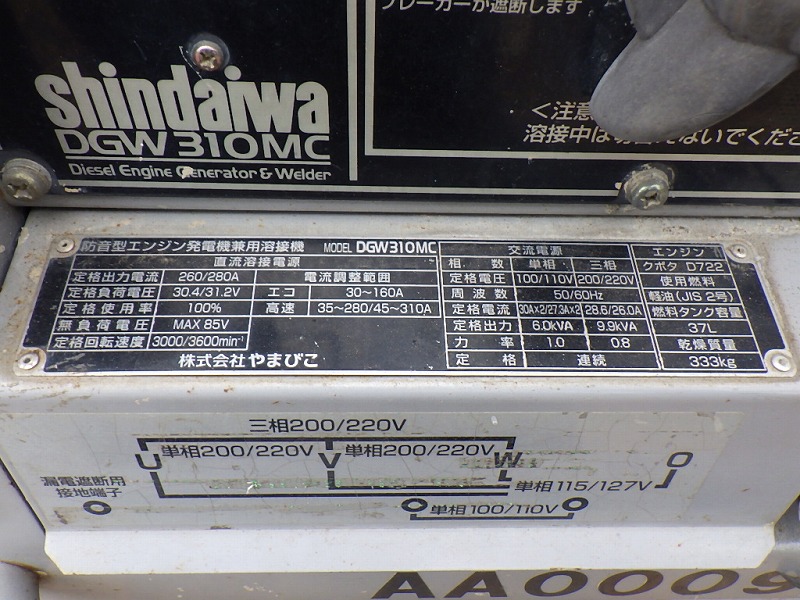 ブレーカーが遮断します
shindaiwa
DGW310MC
Diesel Engine Generator & Welder
<注意
溶接中は
ないでくださ
防音型エンジン発電機兼用溶接機 MODEL DGW310MC
直流溶接電源
定格出力電流 260/280A 電流調整範囲
定格負荷電圧 30.4/31.2V エコ 30～160A
定格使用率 100% 高速 35～280/45～310A
無負荷電圧 MAX 85V
定格回転速度 3000/3600min⁻¹
株式会社やまびこ
交流電源
相数 単相 三相
定格電圧 100/110V 200/220V
周波数 50/60Hz
定格電流 30A×2/27.3A×2 28.6/26.0A
定格出力 6.0kVA 9.9kVA
力率 1.0 0.8
定格 連続
エンジン
クボタ D722
使用燃料
軽油(JIS 2号)
燃料タンク容量
37L
乾燥質量
333kg
三相200/220V
単相200/220V 単相200/220V
U V W O
単相115/127V
漏電遮断用
接地端子
単相100/110V
AA0009